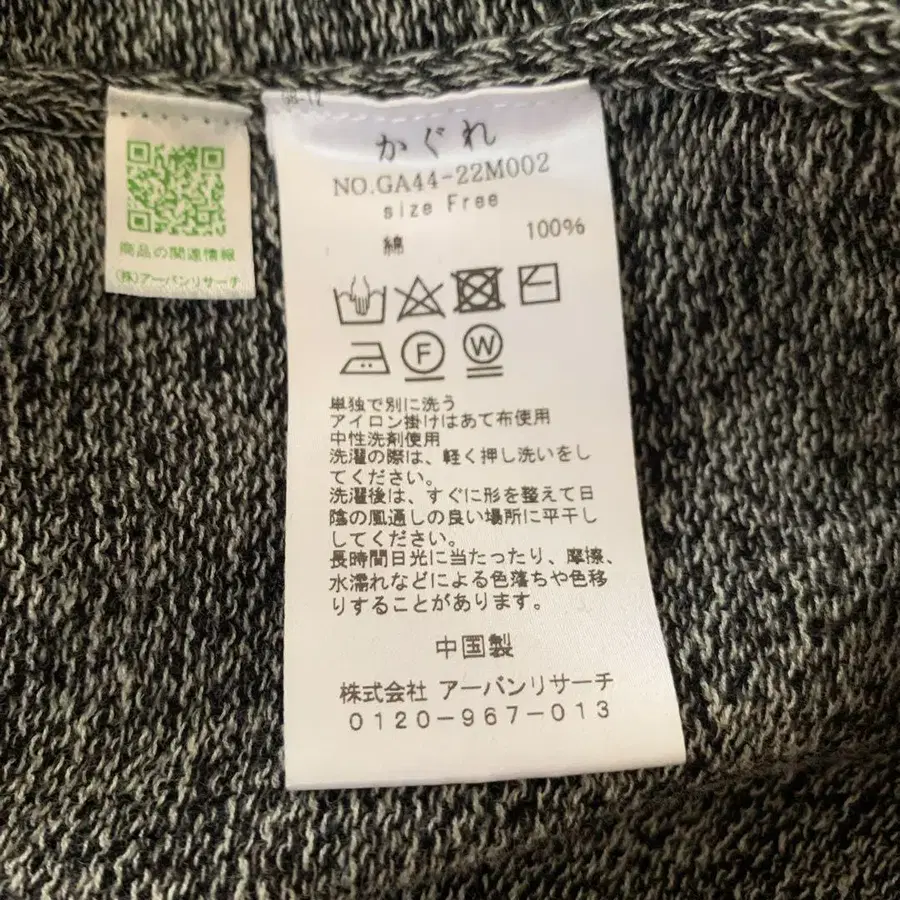 商品の関連情報
(株)アーバンリサーチ
かぐれ
NO.GA44-22M002
size Free
綿 100%
F W
単独で別に洗う
アイロン掛けはあて布使用
中性洗剤使用
洗濯の際は、軽く押し洗いをし
てください。
洗濯後は、すぐに形を整えて日
陰の風通しの良い場所に平干し
してください。
長時間日光に当たったり、摩擦、
水濡れなどによる色落ちや色移
りすることがあります。
中国製
株式会社 アーバンリサーチ
0120-967-013